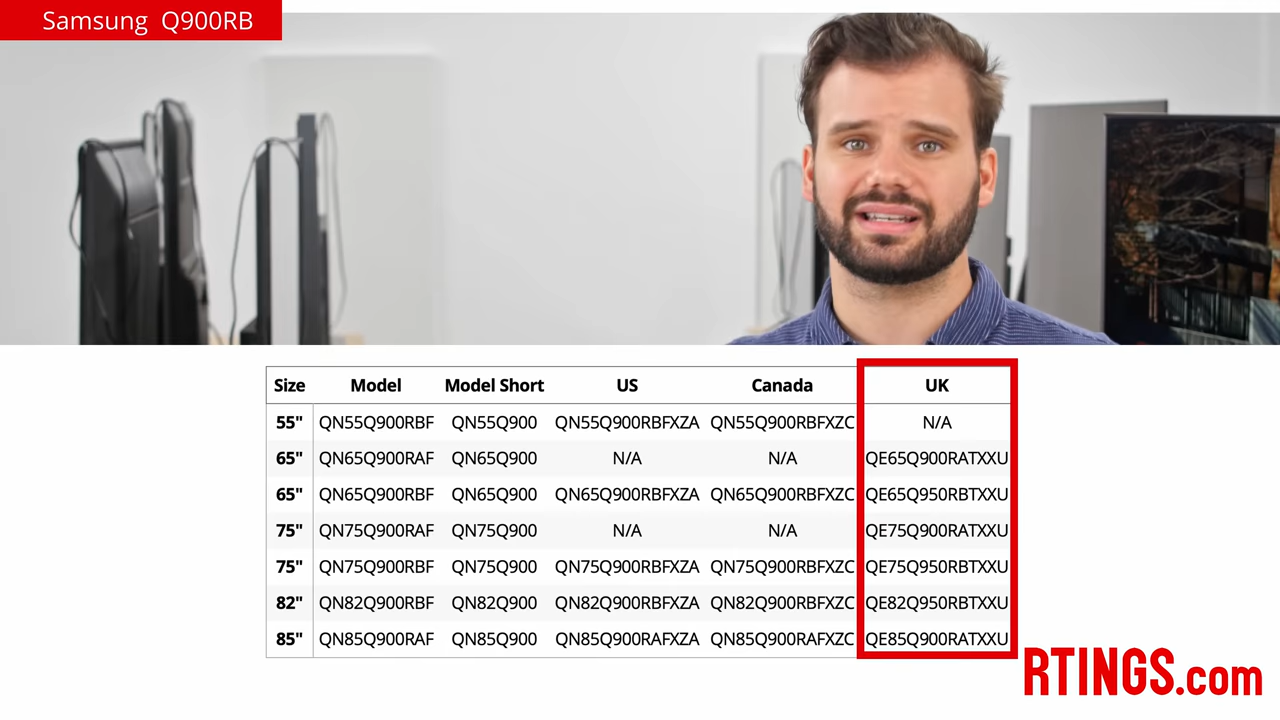 Samsung Q900RB
Size Model Model Short US Canada UK
55" QN55Q900RBF QN55Q900 QN55Q900RBFXZA QN55Q900RBFXZC N/A
65" QN65Q900RAF QN65Q900 N/A N/A QE65Q900RATXXU
65" QN65Q900RBF QN65Q900 QN65Q900RBFXZA QN65Q900RBFXZC QE65Q950RBTXXU
75" QN75Q900RAF QN75Q900 N/A N/A QE75Q900RATXXU
75" QN75Q900RBF QN75Q900 QN75Q900RBFXZA QN75Q900RBFXZC QE75Q950RBTXXU
82" QN82Q900RBF QN82Q900 QN82Q900RBFXZA QN82Q900RBFXZC QE82Q950RBTXXU
85" QN85Q900RAF QN85Q900 QN85Q900RAFXZA QN85Q900RAFXZC QE85Q900RATXXU
RTINGS.com